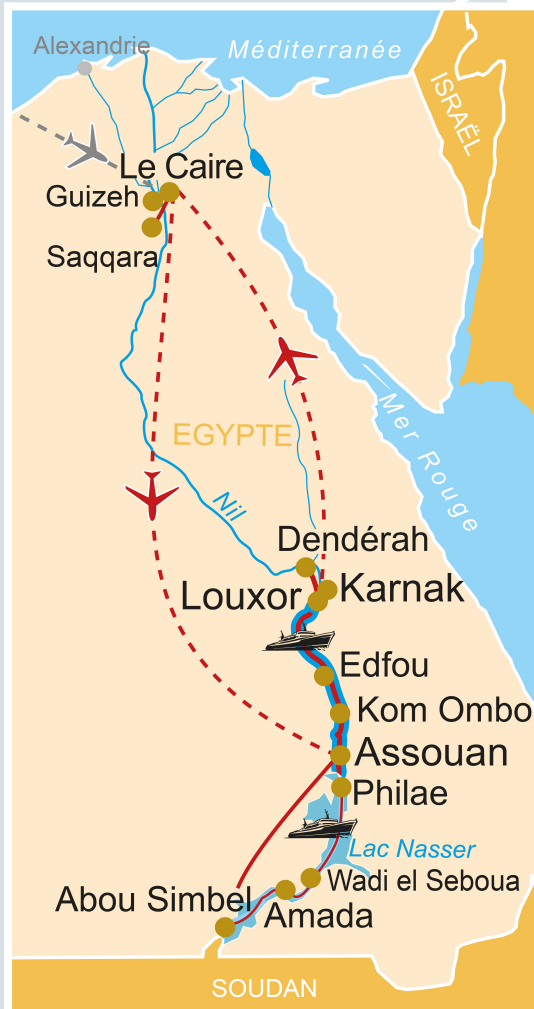 Alexandrie
Méditerranée
ISRAËL
Le Caire
Guizeh
Saqqara
Mer Rouge
EGYPTE
Nil
Dendérah
Louxor
Karnak
Edfou
Kom Ombo
Assouan
Philae
Lac Nasser
Wadi el Seboua
Abou Simbel
Amada
SOUDAN